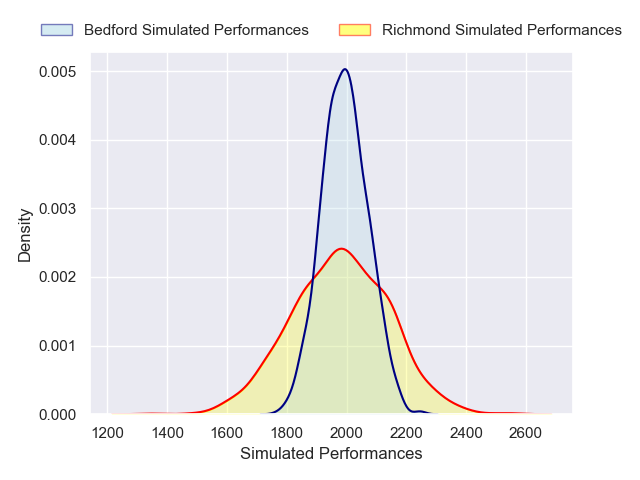 Bedford Simulated Performances Richmond Simulated Performances
0.005
0.004
0.003
0.002
0.001
0.000
Density
1200 1400 1600 1800 2000 2200 2400 2600
Simulated Performances